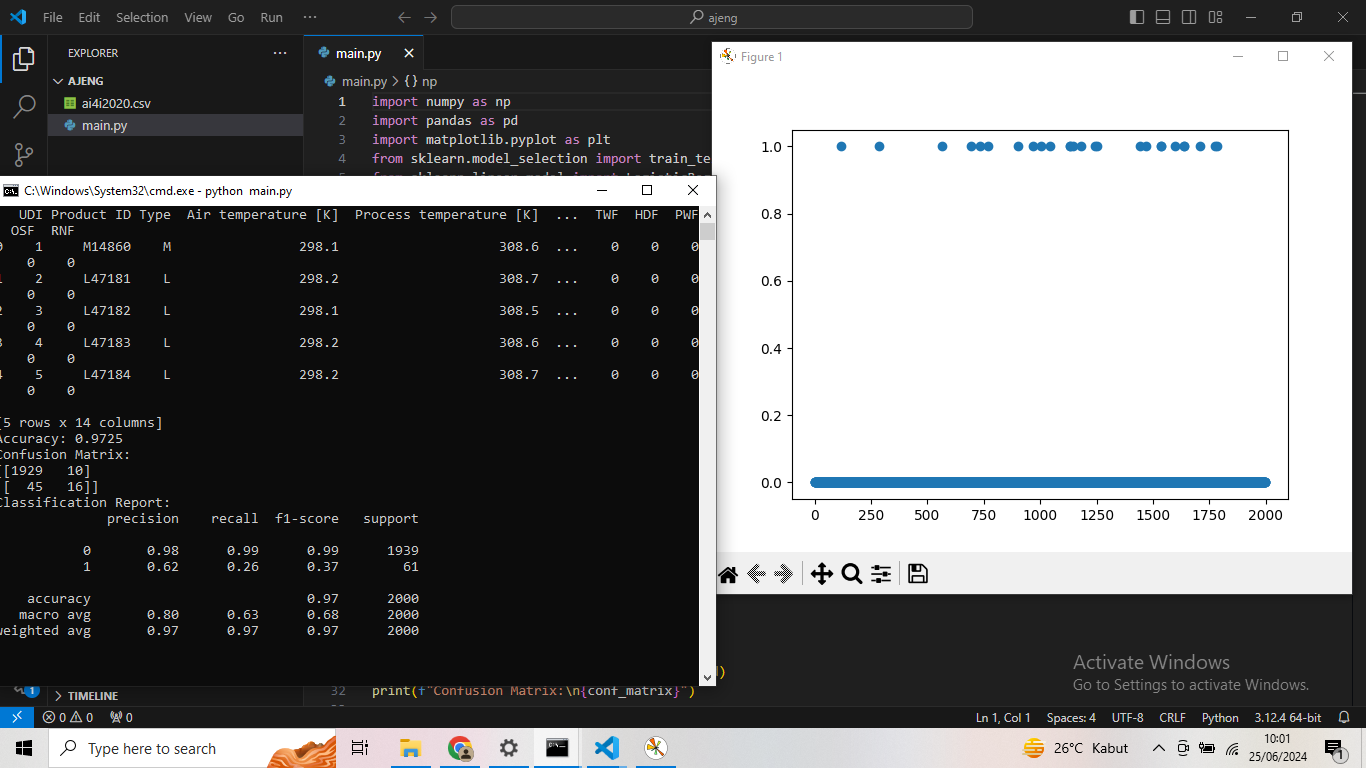 File Edit Selection View Go Run ··· ajeng
EXPLORER ···
AJENG
ai4i2020.csv
main.py
main.py
main.py > {} np
1 import numpy as np
2 import pandas as pd
3 import matplotlib.pyplot as plt
4 from sklearn.model_selection import train_te
C:\Windows\System32\cmd.exe - python  main.py
UDI Product ID Type  Air temperature [K]  Process temperature [K]  ...  TWF  HDF  PWF
OSF  RNF
0 1 M14860 M 298.1 308.6 ... 0 0 0
0 0
1 2 L47181 L 298.2 308.7 ... 0 0 0
0 0
2 3 L47182 L 298.1 308.5 ... 0 0 0
0 0
3 4 L47183 L 298.2 308.6 ... 0 0 0
0 0
4 5 L47184 L 298.2 308.7 ... 0 0 0
0 0
[5 rows x 14 columns]
Accuracy: 0.9725
Confusion Matrix:
[[1929   10]
[  45   16]]
Classification Report:
precision recall f1-score support
0 0.98 0.99 0.99 1939
1 0.62 0.26 0.37 61
accuracy 0.97 2000
macro avg 0.80 0.63 0.68 2000
weighted avg 0.97 0.97 0.97 2000
Figure 1
1.0
0.8
0.6
0.4
0.2
0.0
0 250 500 750 1000 1250 1500 1750 2000
32 print(f"Confusion Matrix:\n{conf_matrix}")
TIMELINE
1
Activate Windows
Go to Settings to activate Windows.
0 0 0 Ln 1, Col 1 Spaces: 4 UTF-8 CRLF Python 3.12.4 64-bit
Type here to search
26°C Kabut
10:01
25/06/2024
1